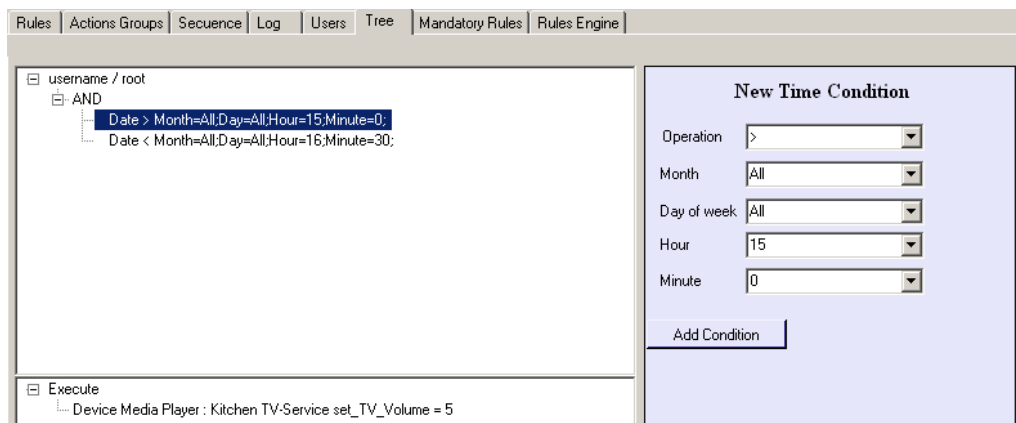 Rules Actions Groups Secuence Log Users Tree Mandatory Rules Rules Engine
username / root
AND
Date > Month=All;Day=All;Hour=15;Minute=0;
Date < Month=All;Day=All;Hour=16;Minute=30;
Execute
Device Media Player : Kitchen TV-Service set_TV_Volume = 5
New Time Condition
Operation >
Month All
Day of week All
Hour 15
Minute 0
Add Condition